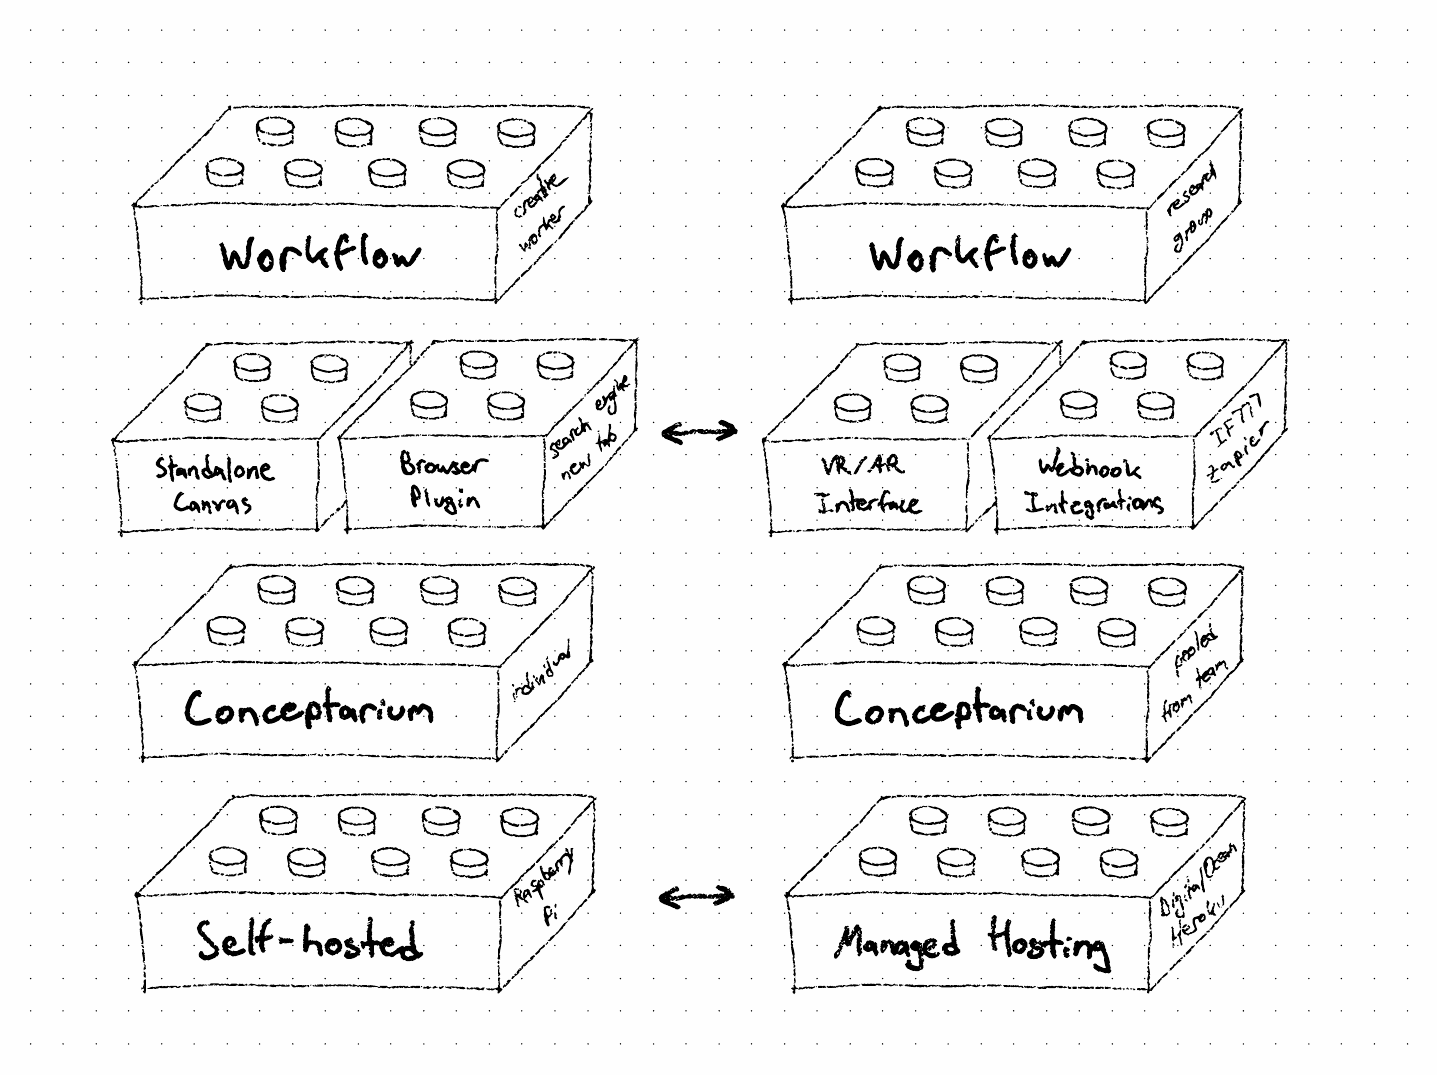 creative
worker
Workflow
research
group
Workflow
Standalone
Canvas
Browser
Plugin
search engine
new tab
VR/AR
Interface
Webhook
Integrations
IFTTT
Zapier
Conceptarium
individual
Conceptarium
pooled
from team
Self-hosted
Raspberry
Pi
Managed Hosting
DigitalOcean
Heroku